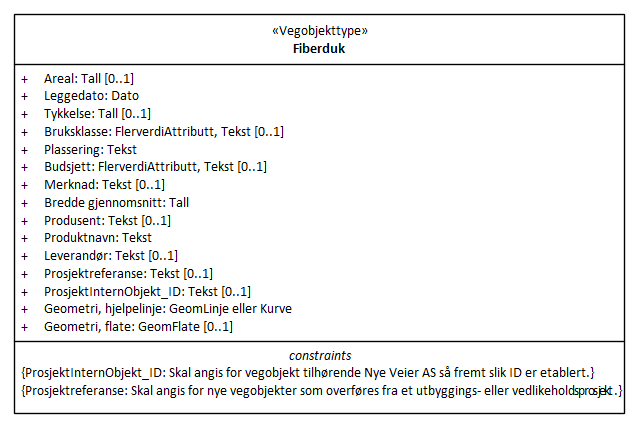 «Vegobjekttype»
Fiberduk
+ Areal: Tall [0..1]
+ Leggedato: Dato
+ Tykkelse: Tall [0..1]
+ Bruksklasse: FlerverdiAttributt, Tekst [0..1]
+ Plassering: Tekst
+ Budsjett: FlerverdiAttributt, Tekst [0..1]
+ Merknad: Tekst [0..1]
+ Bredde gjennomsnitt: Tall
+ Produsent: Tekst [0..1]
+ Produktnavn: Tekst
+ Leverandør: Tekst [0..1]
+ Prosjektreferanse: Tekst [0..1]
+ ProsjektInternObjekt_ID: Tekst [0..1]
+ Geometri, hjelpelinje: GeomLinje eller Kurve
+ Geometri, flate: GeomFlate [0..1]
constraints
{ProsjektInternObjekt_ID: Skal angis for vegobjekt tilhørende Nye Veier AS så fremt slik ID er etablert.}
{Prosjektreferanse: Skal angis for nye vegobjekter som overføres fra et utbyggings- eller vedlikeholdsprosjekt.}